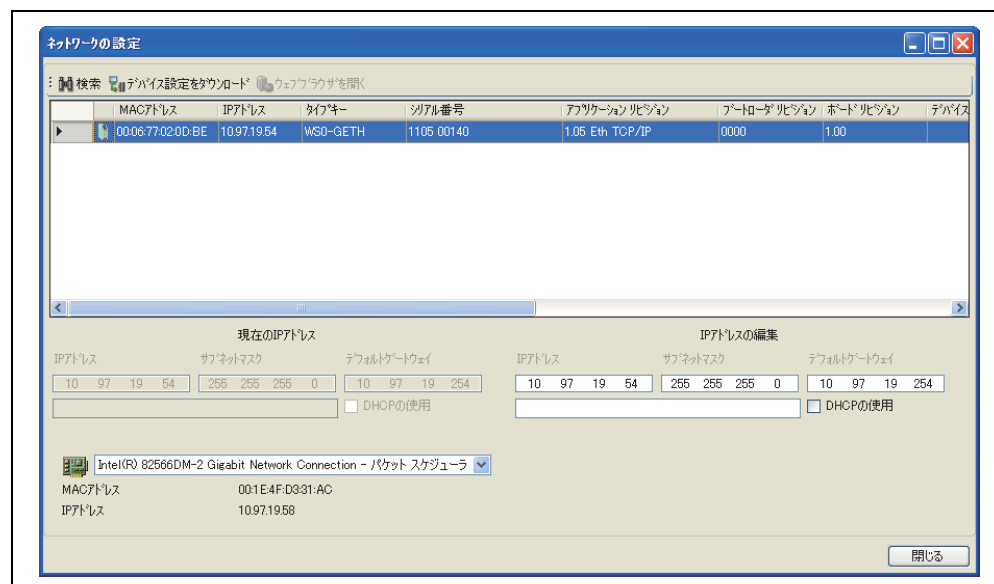 ネットワークの設定
検索 デバイス設定をダウンロード ウェブブラウザを開く
MACアドレス IPアドレス タイプキー シリアル番号 アプリケーション リビジョン ブートローダ リビジョン ボード リビジョン デバイス
00:06:77:02:0D:BE 10.97.19.54 WS0-GETH 1105 00140 1.05 Eth TCP/IP 0000 1.00
現在のIPアドレス IPアドレスの編集
IPアドレス サブネットマスク デフォルトゲートウェイ IPアドレス サブネットマスク デフォルトゲートウェイ
10 97 19 54 255 255 255 0 10 97 19 254 10 97 19 54 255 255 255 0 10 97 19 254
DHCPの使用 DHCPの使用
Intel(R) 82566DM-2 Gigabit Network Connection - パケット スケジューラ
MACアドレス 00:1E:4F:D3:31:AC
IPアドレス 10.97.19.58
閉じる